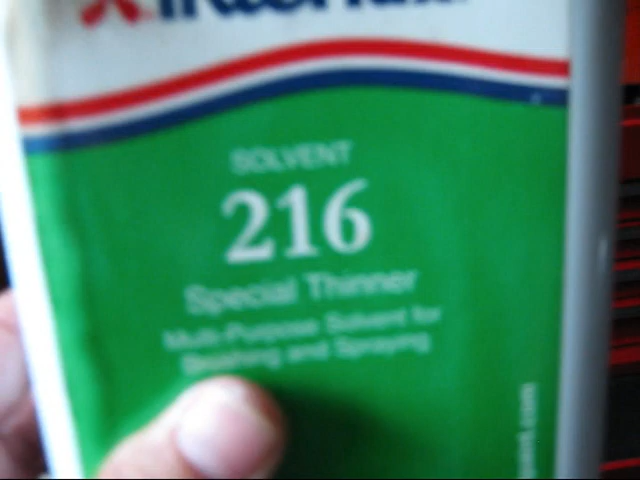 SOLVENT
216
Special Thinner
Multi-Purpose Solvent for
Brushing and Spraying